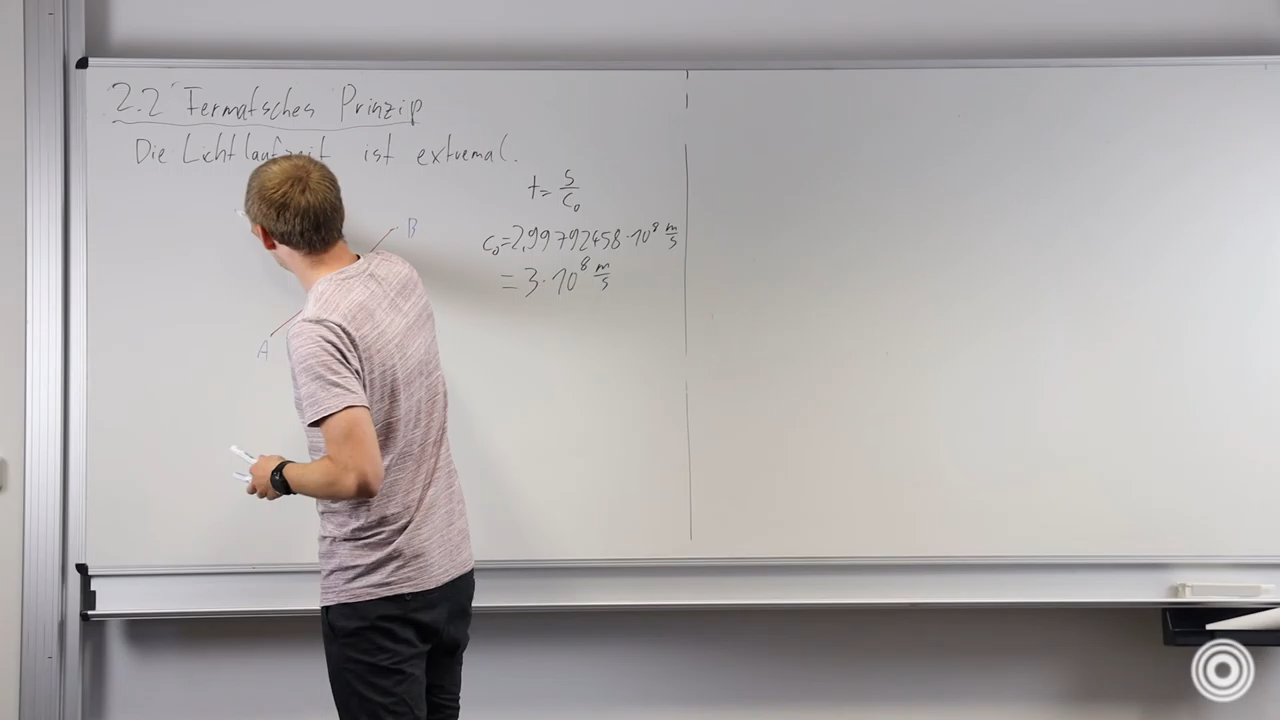 2.2 Fermatsches Prinzip
Die Lichtlaufzeit ist extremal.
t = s/c₀
B
c₀ = 2,99792458 · 10⁸ m/s
= 3 · 10⁸ m/s
A